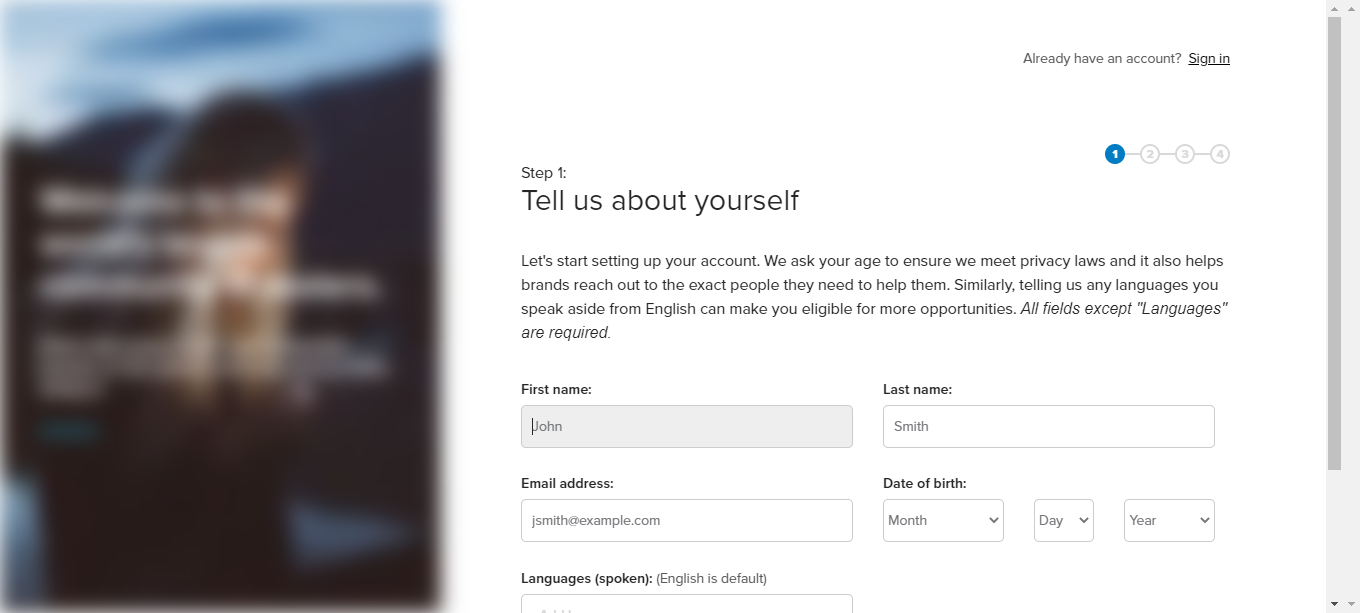 Already have an account? Sign in
1 2 3 4
Step 1:
Tell us about yourself
Let's start setting up your account. We ask your age to ensure we meet privacy laws and it also helps
brands reach out to the exact people they need to help them. Similarly, telling us any languages you
speak aside from English can make you eligible for more opportunities. All fields except "Languages"
are required.
First name:
Last name:
John
Smith
Email address:
Date of birth:
jsmith@example.com
Month
Day
Year
Languages (spoken): (English is default)